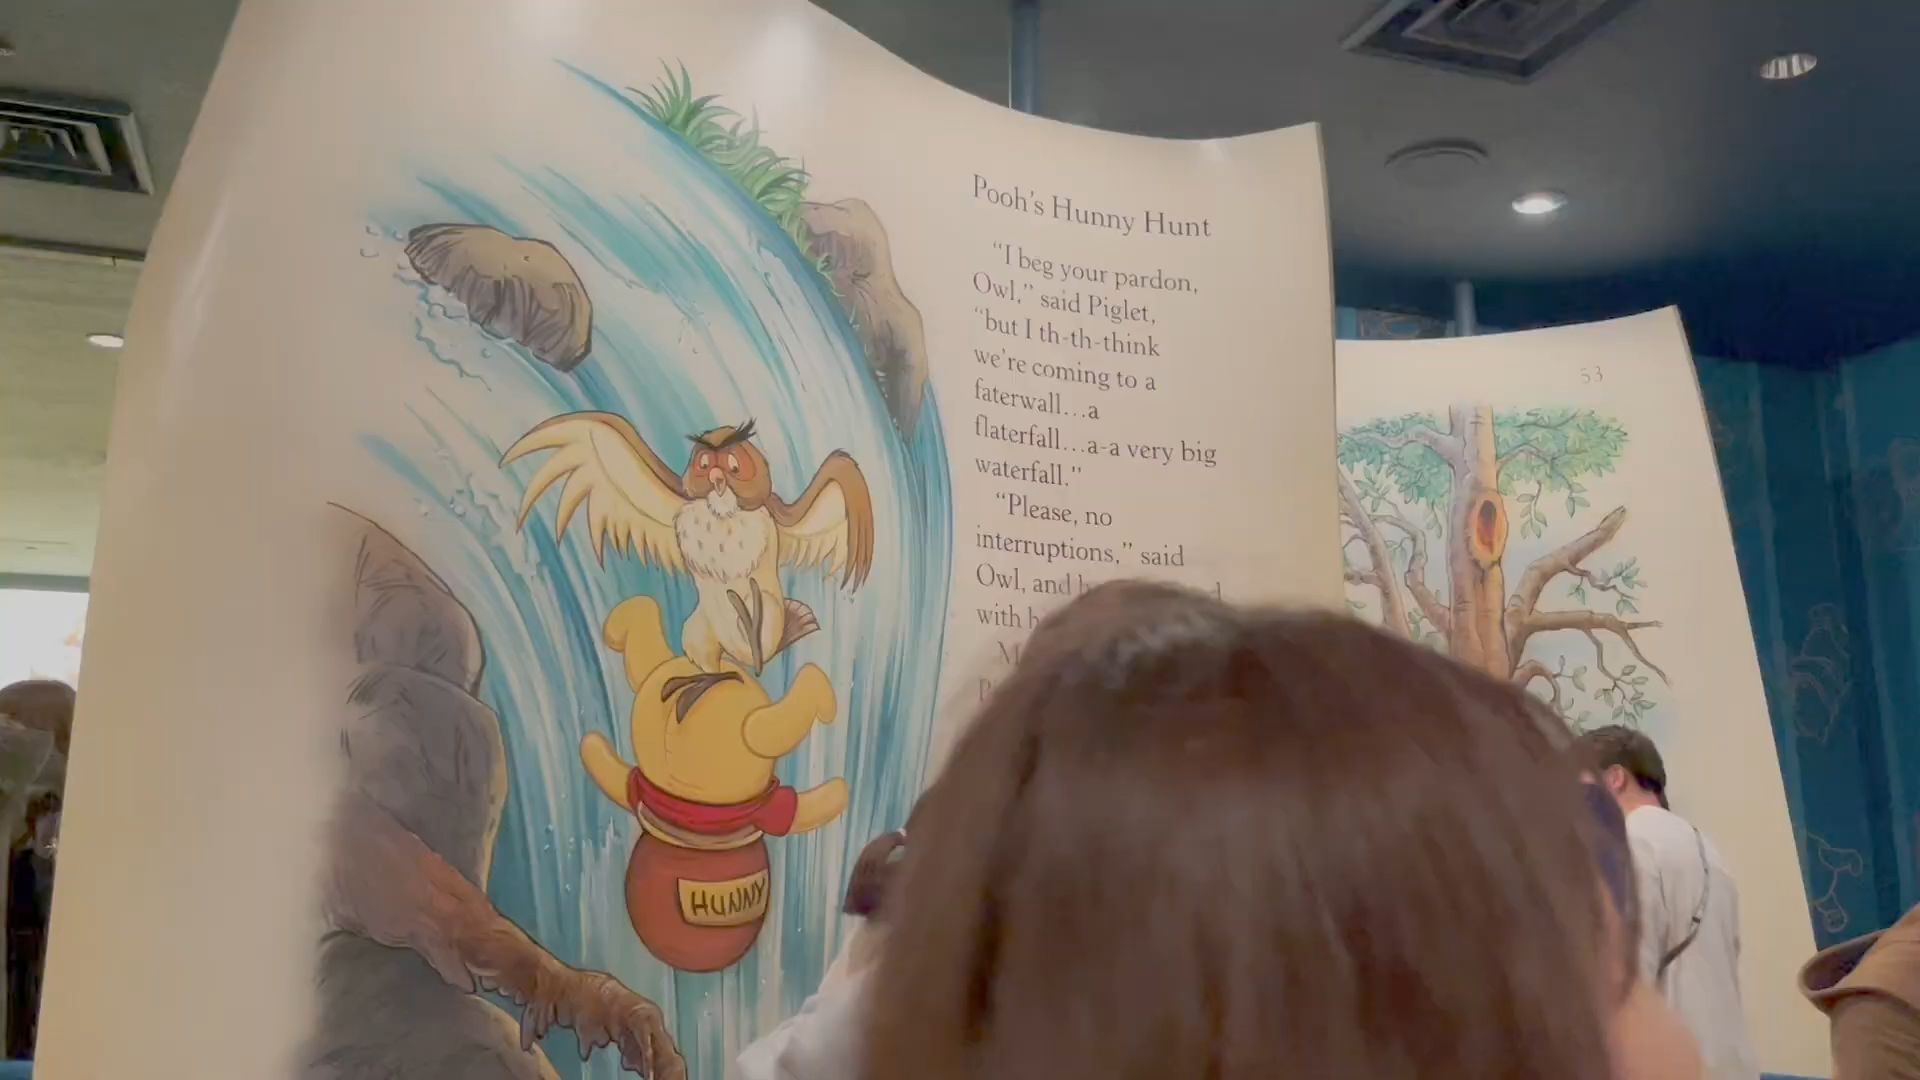 Pooh's Hunny Hunt
“I beg your pardon,
Owl,” said Piglet,
“but I th-th-think
we're coming to a
faterwall...a
flaterfall...a-a very big
waterfall.”
“Please, no
interruptions,” said
Owl, and
with
HUNNY
53